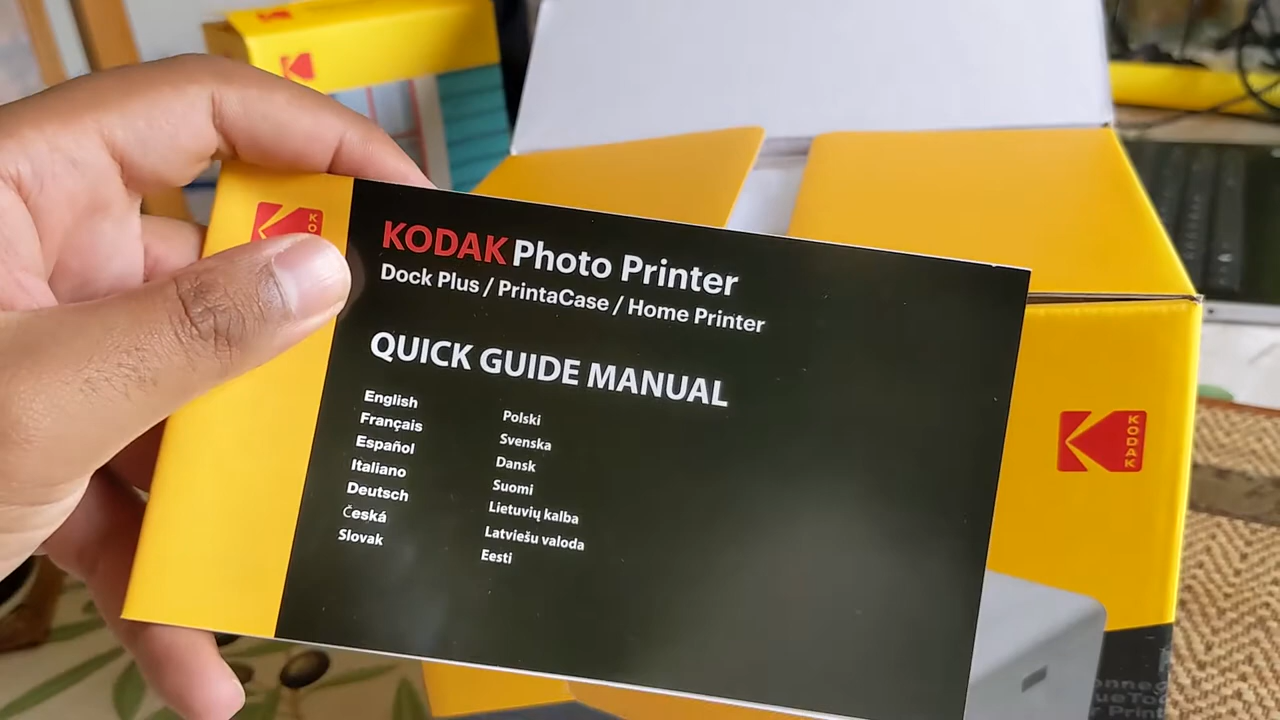 KODAK Photo Printer
Dock Plus / PrintaCase / Home Printer
QUICK GUIDE MANUAL
English
Français
Español
Italiano
Deutsch
Česká
Slovak
Polski
Svenska
Dansk
Suomi
Lietuvių kalba
Latviešu valoda
Eesti
KODAK